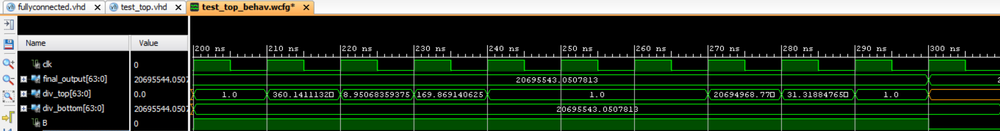 fullyconnected.vhd test_top.vhd test_top_behav.wcfg*
Name Value
200 ns 210 ns 220 ns 230 ns 240 ns 250 ns 260 ns 270 ns 280 ns 290 ns 300 ns
clk 0
final_output[63:0] 20695544.0507 20695543.0507813 2
div_top[63:0] 0.0 1.0 360.1411132 8.95068359375 169.869140625 1.0 20694968.77 31.31884765 1.0
div_bottom[63:0] 20695544.0507 20695543.0507813
B 0